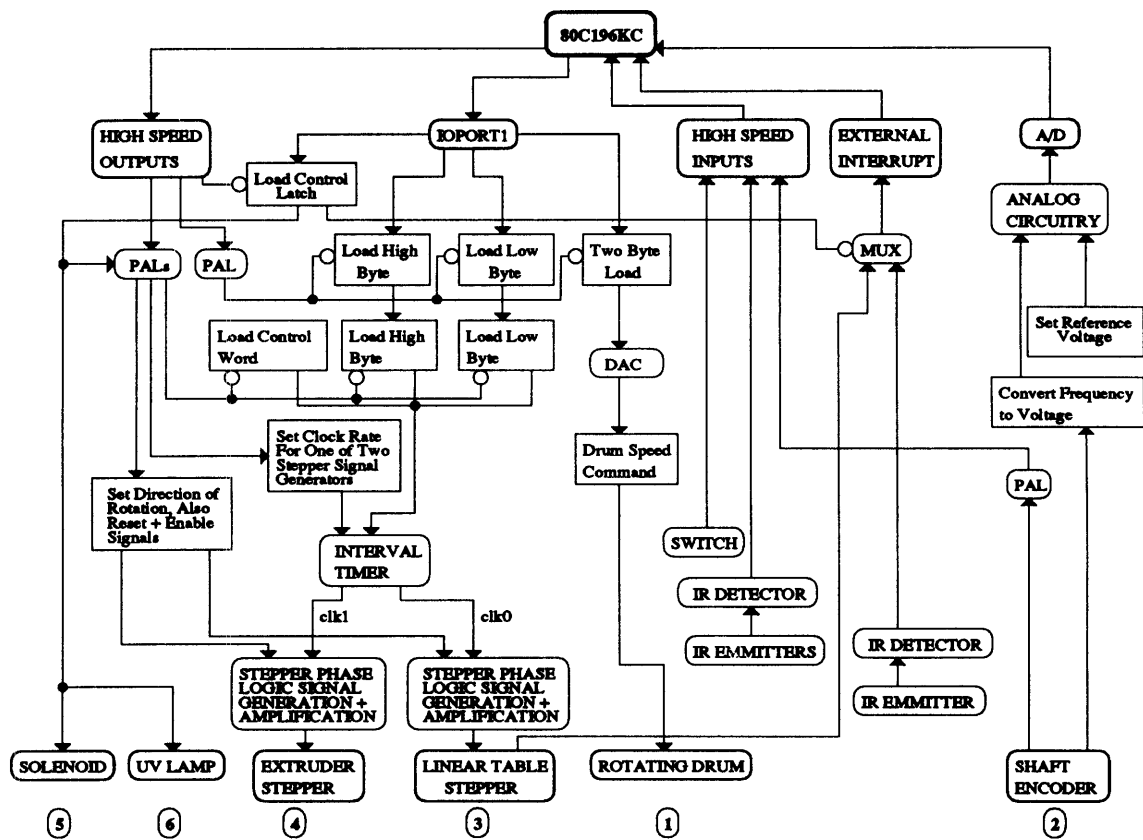 80C196KC
HIGH SPEED
OUTPUTS
IOPORT1
HIGH SPEED
INPUTS
EXTERNAL
INTERRUPT
A/D
Load Control
Latch
ANALOG
CIRCUITRY
PALs
PAL
Load High
Byte
Load Low
Byte
Two Byte
Load
MUX
Load Control
Word
Load High
Byte
Load Low
Byte
DAC
Set Reference
Voltage
Convert Frequency
to Voltage
Set Clock Rate
For One of Two
Stepper Signal
Generators
Drum Speed
Command
Set Direction of
Rotation, Also
Reset + Enable
Signals
PAL
SWITCH
INTERVAL
TIMER
IR DETECTOR
clk1
clk0
IR EMMITTERS
IR DETECTOR
STEPPER PHASE
LOGIC SIGNAL
GENERATION +
AMPLIFICATION
STEPPER PHASE
LOGIC SIGNAL
GENERATION +
AMPLIFICATION
IR EMMITTER
SOLENOID
UV LAMP
EXTRUDER
STEPPER
LINEAR TABLE
STEPPER
ROTATING DRUM
SHAFT
ENCODER
5
6
4
3
1
2